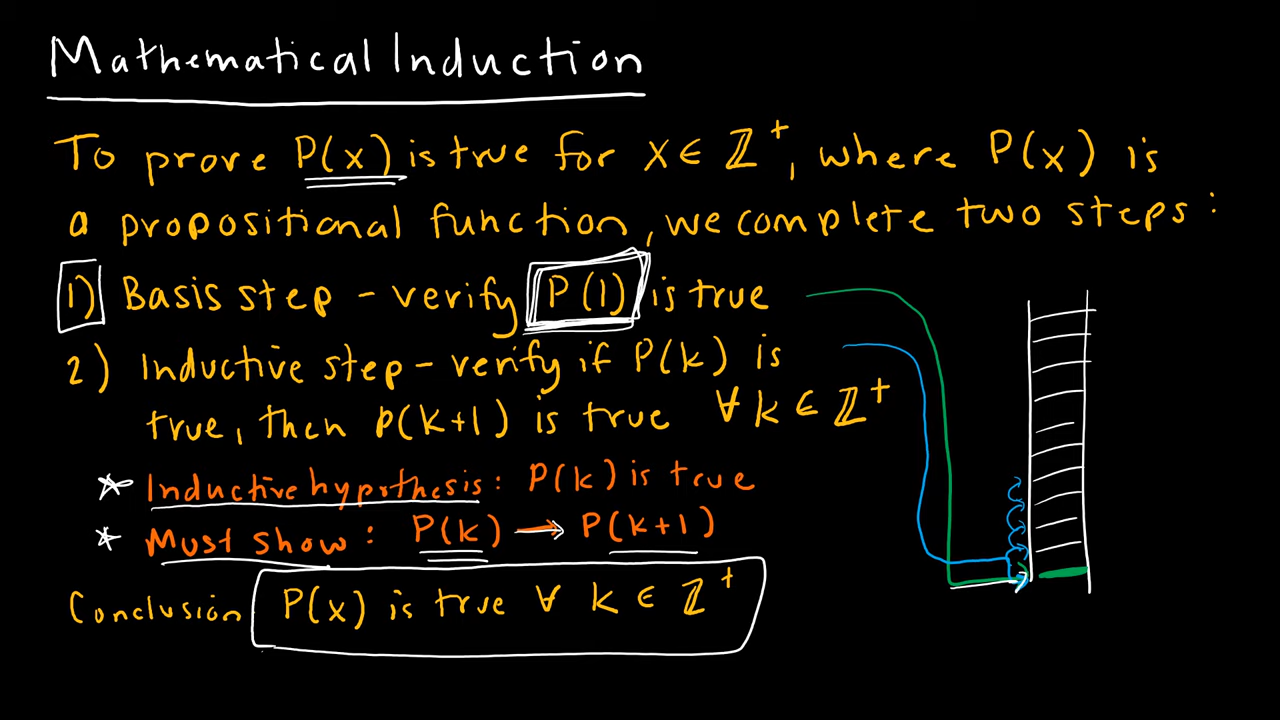 Mathematical Induction
To prove P(x) is true for x ∈ ℤ⁺, where P(x) is
a propositional function, we complete two steps:
1) Basis step - verify P(1) is true
2) Inductive step - verify if P(k) is
true, then P(k+1) is true ∀ k ∈ ℤ⁺
* Inductive hypothesis: P(k) is true
* Must show: P(k) → P(k+1)
Conclusion P(x) is true ∀ k ∈ ℤ⁺